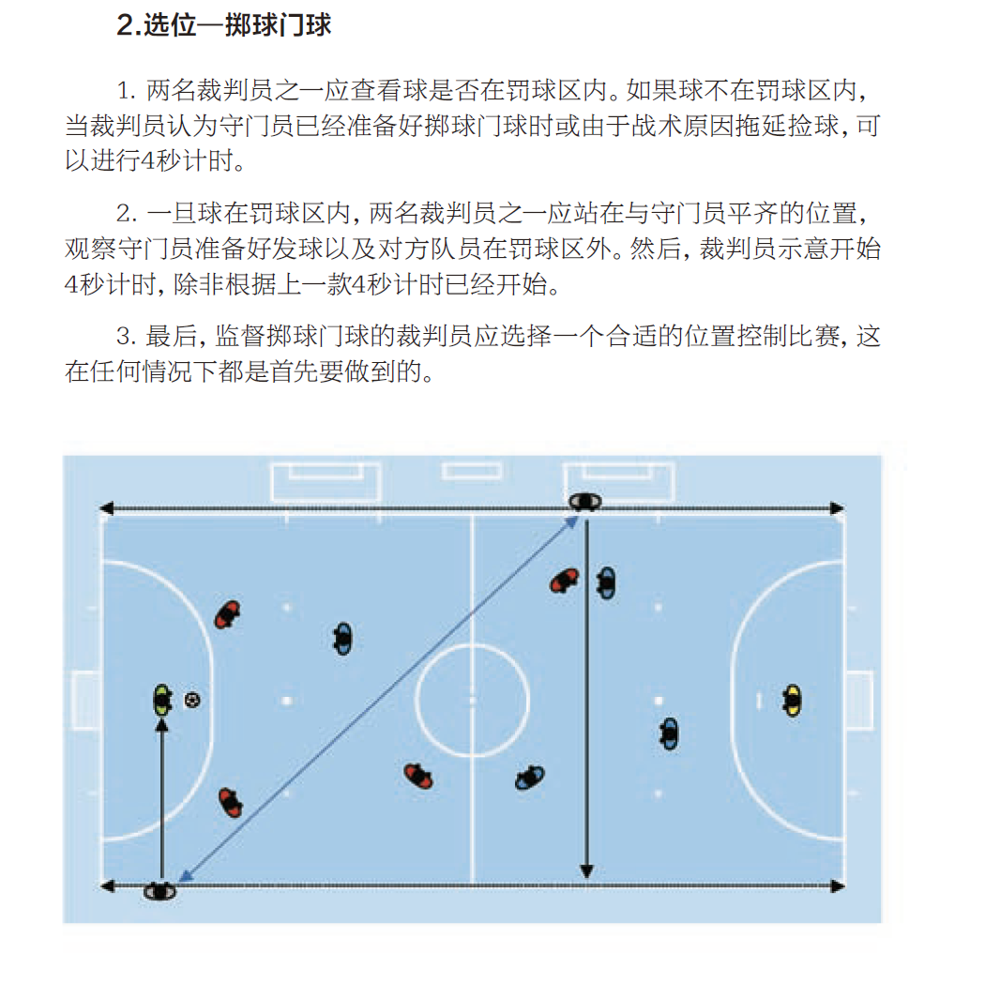 2.选位—掷球门球
1. 两名裁判员之一应查看球是否在罚球区内。如果球不在罚球区内，
当裁判员认为守门员已经准备好掷球门球时或由于战术原因拖延捡球，可
以进行4秒计时。
2. 一旦球在罚球区内，两名裁判员之一应站在与守门员平齐的位置，
观察守门员准备好发球以及对方队员在罚球区外。然后，裁判员示意开始
4秒计时，除非根据上一款4秒计时已经开始。
3. 最后，监督掷球门球的裁判员应选择一个合适的位置控制比赛，这
在任何情况下都是首先要做到的。